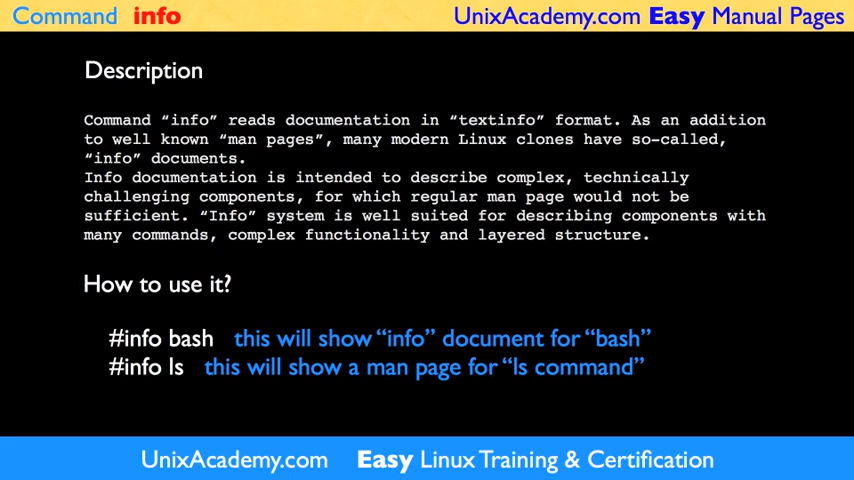 Command info
UnixAcademy.com Easy Manual Pages
Description
Command “info” reads documentation in “textinfo” format. As an addition
to well known “man pages”, many modern Linux clones have so-called,
“info” documents.
Info documentation is intended to describe complex, technically
challenging components, for which regular man page would not be
sufficient. “Info” system is well suited for describing components with
many commands, complex functionality and layered structure.
How to use it?
#info bash this will show “info” document for “bash”
#info ls this will show a man page for “ls command”
UnixAcademy.com Easy Linux Training & Certification